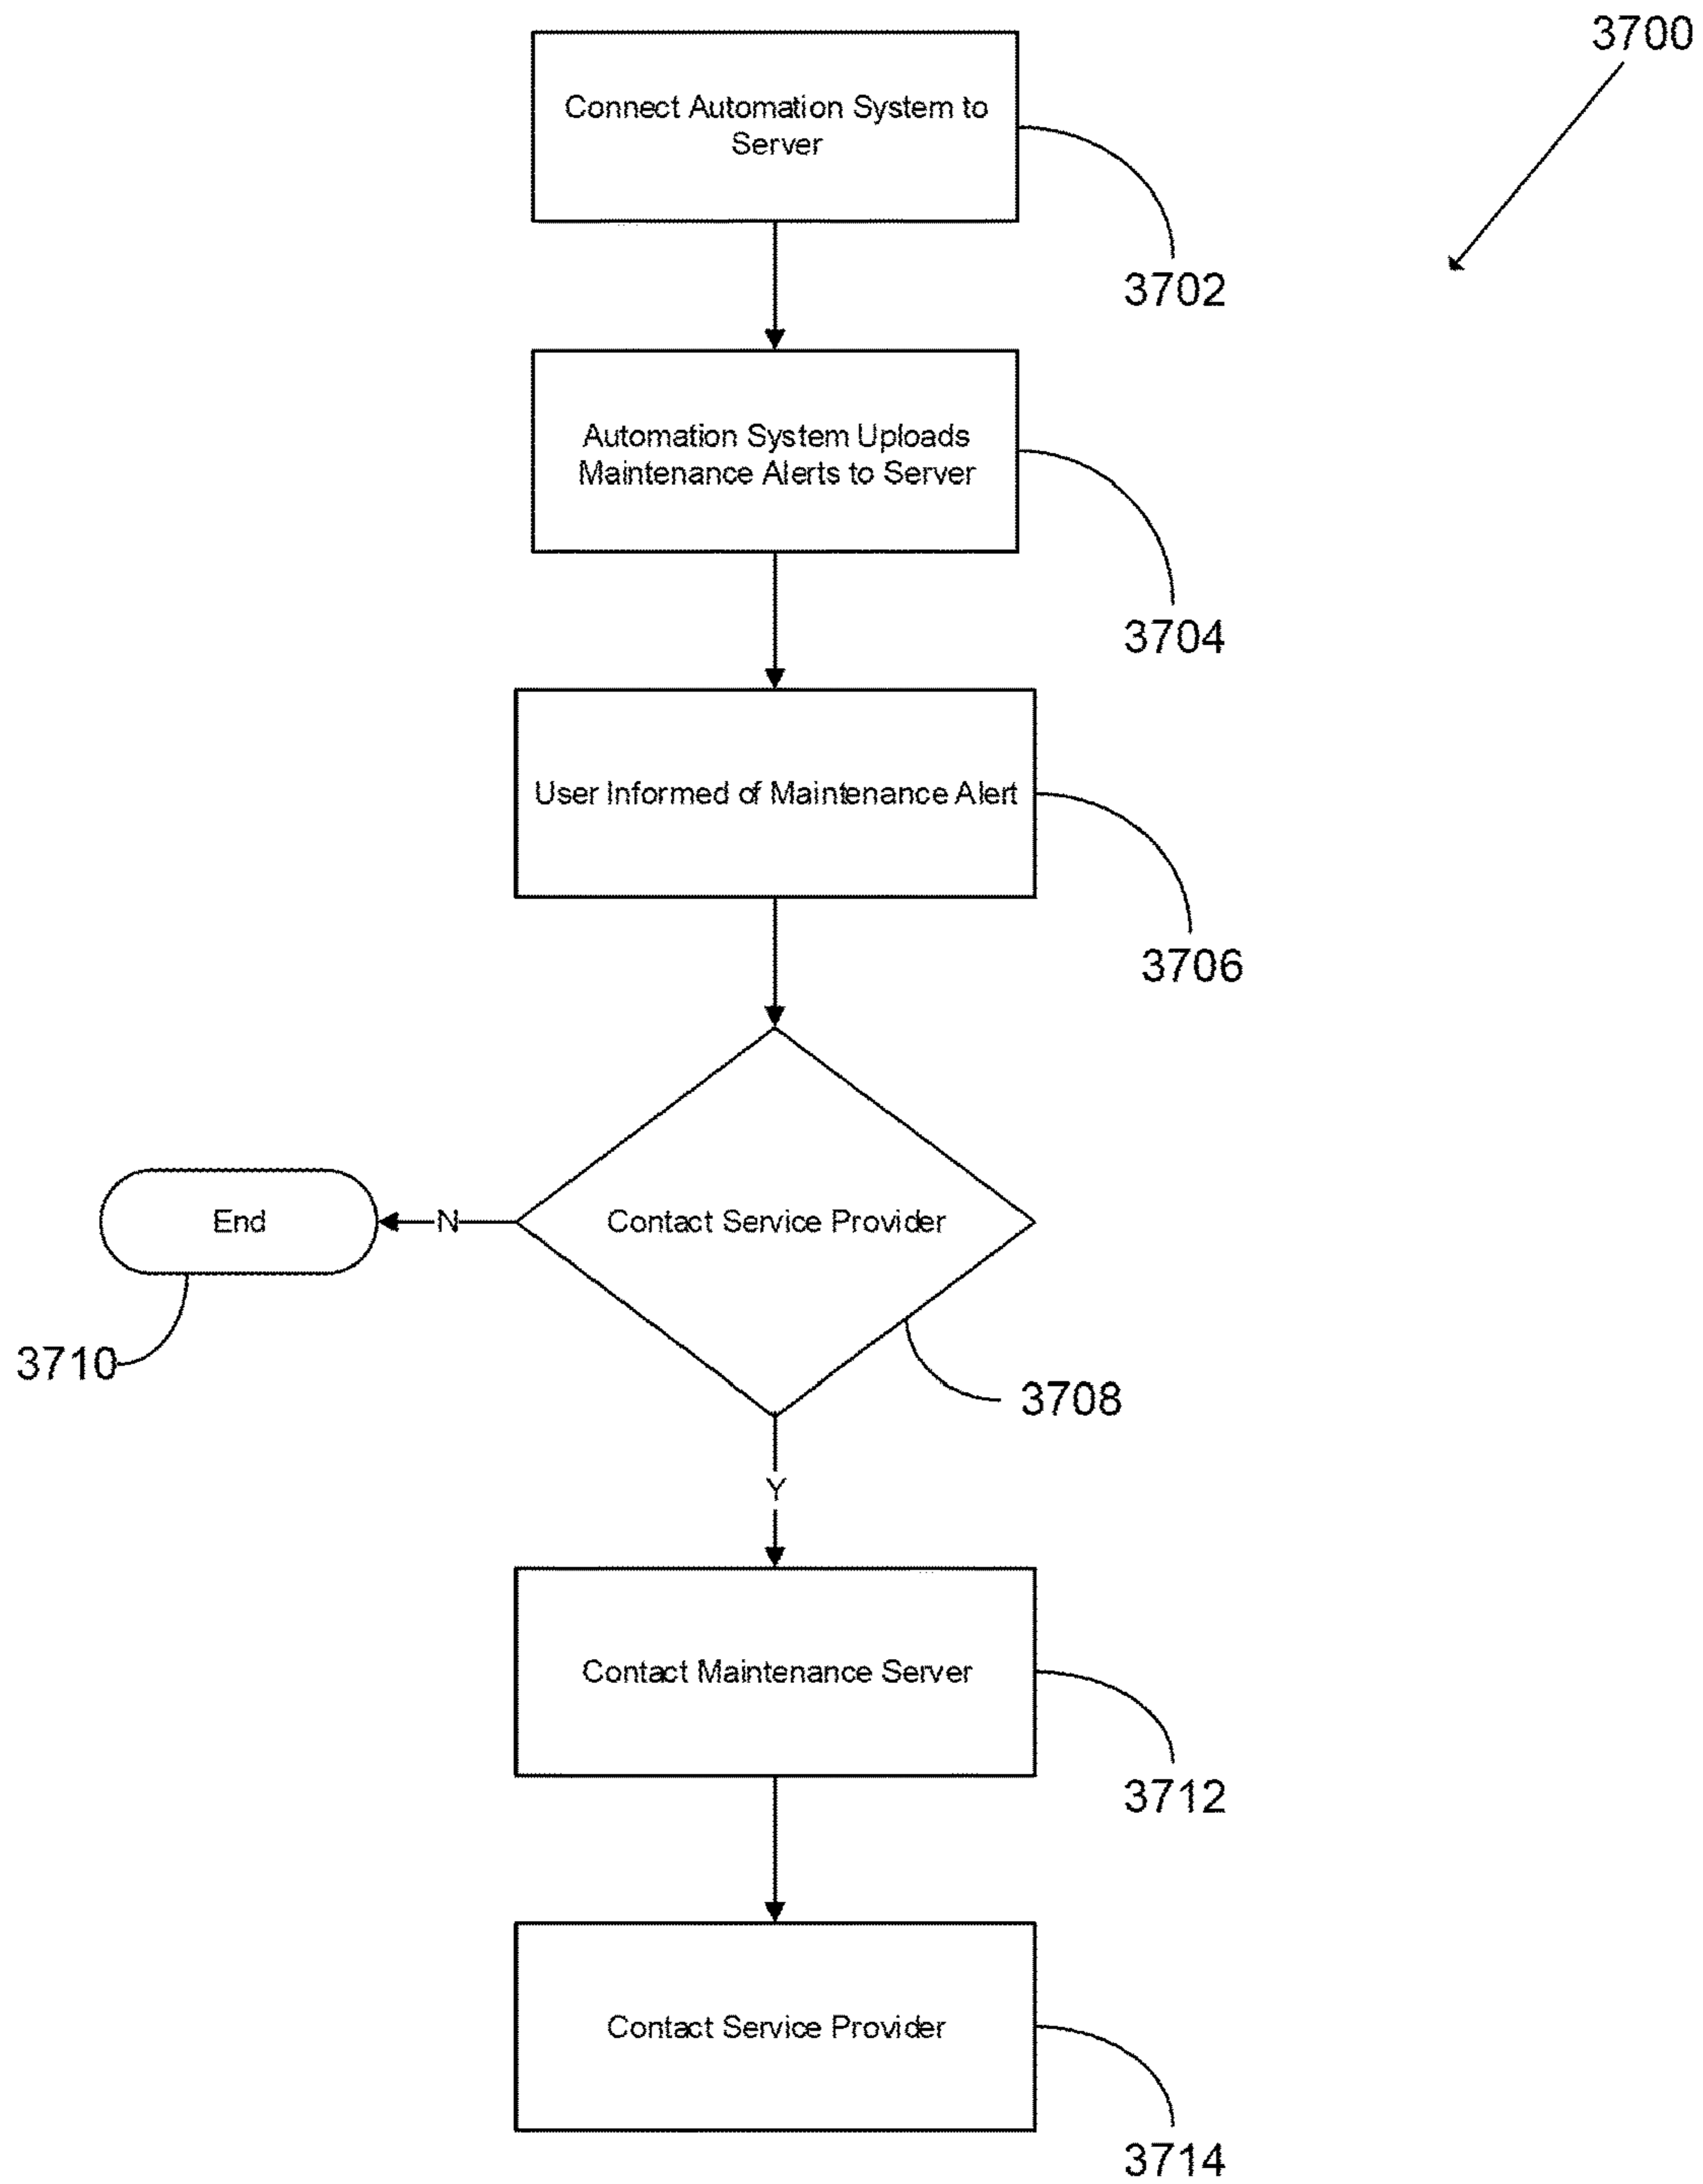 3700
Connect Automation System to
Server
3702
Automation System Uploads
Maintenance Alerts to Server
3704
User Informed of Maintenance Alert
3706
End
N
Contact Service Provider
3710
3708
Y
Contact Maintenance Server
3712
Contact Service Provider
3714